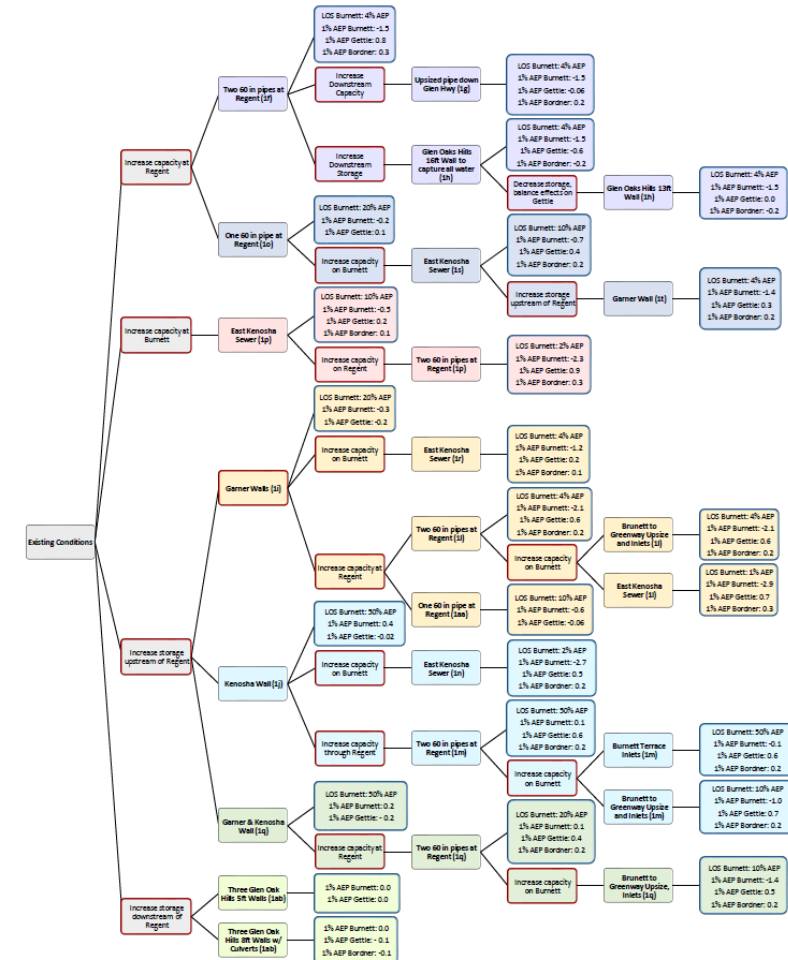 LOS Burnett: 4% AEP
1% AEP Burnett: -1.5
1% AEP Gettle: 0.8
1% AEP Bordner: 0.3
Two 60 in pipes at
Regent (1f)
Increase
Downstream
Capacity
Upsized pipe down
Glen Hwy (1g)
LOS Burnett: 4% AEP
1% AEP Burnett: -1.5
1% AEP Gettle: -0.06
1% AEP Bordner: 0.2
Increase capacity at
Regent
Increase
Downstream
Storage
Glen Oaks Hills
16ft Wall to
capture all water
(1h)
LOS Burnett: 4% AEP
1% AEP Burnett: -1.5
1% AEP Gettle: -0.6
1% AEP Bordner: -0.2
Decrease storage,
balance effects on
Gettle
Glen Oaks Hills 13ft
Wall (1h)
LOS Burnett: 4% AEP
1% AEP Burnett: -1.5
1% AEP Gettle: 0.0
1% AEP Bordner: -0.2
One 60 in pipe at
Regent (1o)
LOS Burnett: 20% AEP
1% AEP Burnett: -0.2
1% AEP Gettle: 0.1
Increase capacity
on Burnett
East Kenosha
Sewer (1s)
LOS Burnett: 10% AEP
1% AEP Burnett: -0.7
1% AEP Gettle: 0.4
1% AEP Bordner: 0.2
Increase storage
upstream of Regent
Garner Wall (1t)
LOS Burnett: 4% AEP
1% AEP Burnett: -1.4
1% AEP Gettle: 0.3
1% AEP Bordner: 0.2
Increase capacity at
Burnett
East Kenosha
Sewer (1p)
LOS Burnett: 10% AEP
1% AEP Burnett: -0.5
1% AEP Gettle: 0.2
1% AEP Bordner: 0.1
Increase capacity
on Regent
Two 60 in pipes at
Regent (1p)
LOS Burnett: 2% AEP
1% AEP Burnett: -2.3
1% AEP Gettle: 0.9
1% AEP Bordner: 0.3
Existing Conditions
Increase storage
upstream of Regent
Garner Walls (1i)
LOS Burnett: 20% AEP
1% AEP Burnett: -0.3
1% AEP Gettle: -0.2
Increase capacity
on Burnett
East Kenosha
Sewer (1r)
LOS Burnett: 4% AEP
1% AEP Burnett: -1.2
1% AEP Gettle: 0.2
1% AEP Bordner: 0.1
Increase capacity at
Regent
Two 60 in pipes at
Regent (1l)
LOS Burnett: 4% AEP
1% AEP Burnett: -2.1
1% AEP Gettle: 0.6
1% AEP Bordner: 0.2
Increase capacity
on Burnett
Brunett to
Greenway Upsize
and Inlets (1l)
LOS Burnett: 4% AEP
1% AEP Burnett: -2.1
1% AEP Gettle: 0.6
1% AEP Bordner: 0.2
East Kenosha
Sewer (1l)
LOS Burnett: 1% AEP
1% AEP Burnett: -2.9
1% AEP Gettle: 0.7
1% AEP Bordner: 0.3
One 60 in pipe at
Regent (1aa)
LOS Burnett: 10% AEP
1% AEP Burnett: -0.6
1% AEP Gettle: -0.06
Kenosha Wall (1j)
LOS Burnett: 50% AEP
1% AEP Burnett: 0.4
1% AEP Gettle: -0.02
Increase capacity
on Burnett
East Kenosha
Sewer (1n)
LOS Burnett: 2% AEP
1% AEP Burnett: -2.7
1% AEP Gettle: 0.5
1% AEP Bordner: 0.2
Increase capacity
through Regent
Two 60 in pipes at
Regent (1m)
LOS Burnett: 50% AEP
1% AEP Burnett: 0.1
1% AEP Gettle: 0.6
1% AEP Bordner: 0.2
Increase capacity
on Burnett
Burnett Terrace
Inlets (1m)
LOS Burnett: 50% AEP
1% AEP Burnett: -0.1
1% AEP Gettle: 0.6
1% AEP Bordner: 0.2
Brunett to
Greenway Upsize
and Inlets (1m)
LOS Burnett: 10% AEP
1% AEP Burnett: -1.0
1% AEP Gettle: 0.7
1% AEP Bordner: 0.2
Garner & Kenosha
Wall (1q)
LOS Burnett: 50% AEP
1% AEP Burnett: 0.2
1% AEP Gettle: - 0.2
Increase capacity at
Regent
Two 60 in pipes at
Regent (1q)
LOS Burnett: 20% AEP
1% AEP Burnett: 0.1
1% AEP Gettle: 0.4
1% AEP Bordner: 0.2
Increase capacity
on Burnett
Brunett to
Greenway Upsize,
Inlets (1q)
LOS Burnett: 10% AEP
1% AEP Burnett: -1.4
1% AEP Gettle: 0.5
1% AEP Bordner: 0.2
Increase storage
downstream of
Regent
Three Glen Oak
Hills 5ft Walls (1ab)
1% AEP Burnett: 0.0
1% AEP Gettle: 0.0
Three Glen Oak
Hills 8ft Walls w/
Culverts (1ab)
1% AEP Burnett: 0.0
1% AEP Gettle: - 0.1
1% AEP Bordner: -0.1